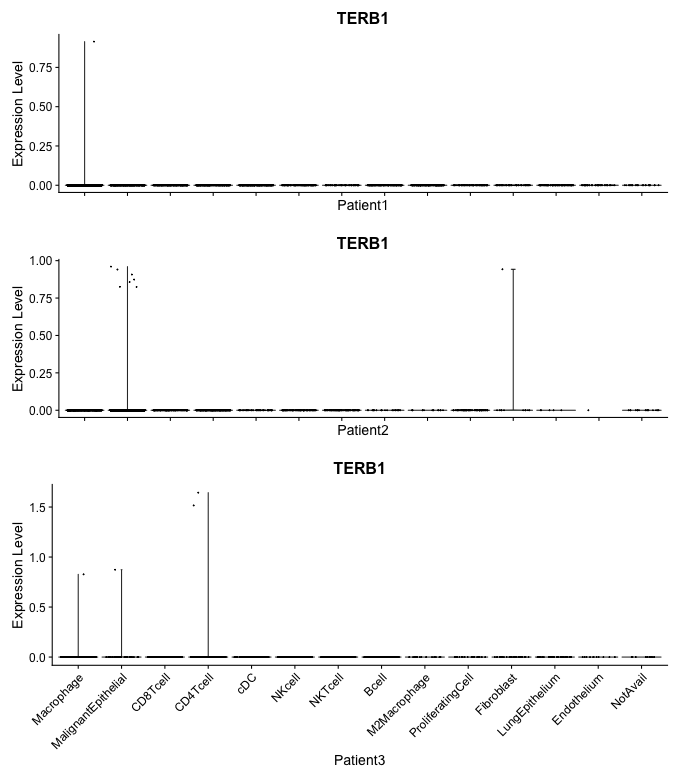 TERB1
Expression Level
0.75
0.50
0.25
0.00
Patient1
TERB1
Expression Level
1.00
0.75
0.50
0.25
0.00
Patient2
TERB1
Expression Level
1.5
1.0
0.5
0.0
Macrophage
MalignantEpithelial
CD8Tcell
CD4Tcell
cDC
NKcell
NKTcell
Bcell
M2Macrophage
ProliferatingCell
Fibroblast
LungEpithelium
Endothelium
NotAvail
Patient3